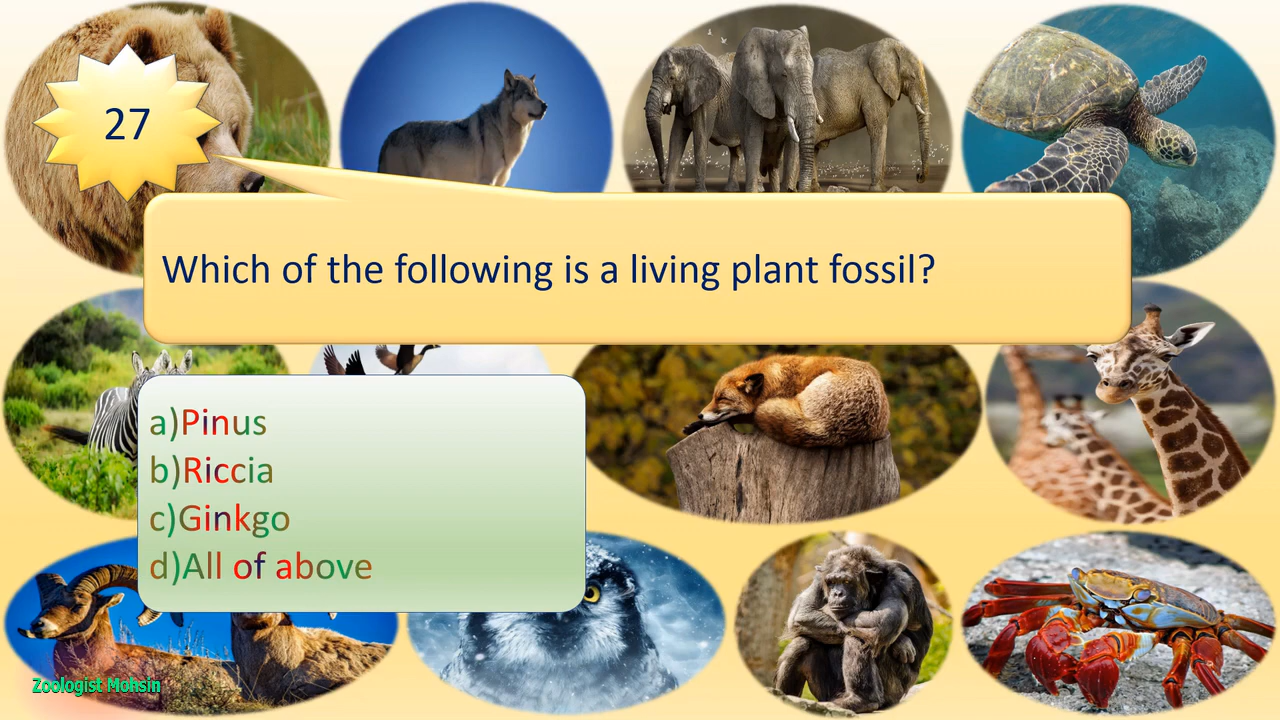 27
Which of the following is a living plant fossil?
a)Pinus
b)Riccia
c)Ginkgo
d)All of above
Zoologist Mohsin